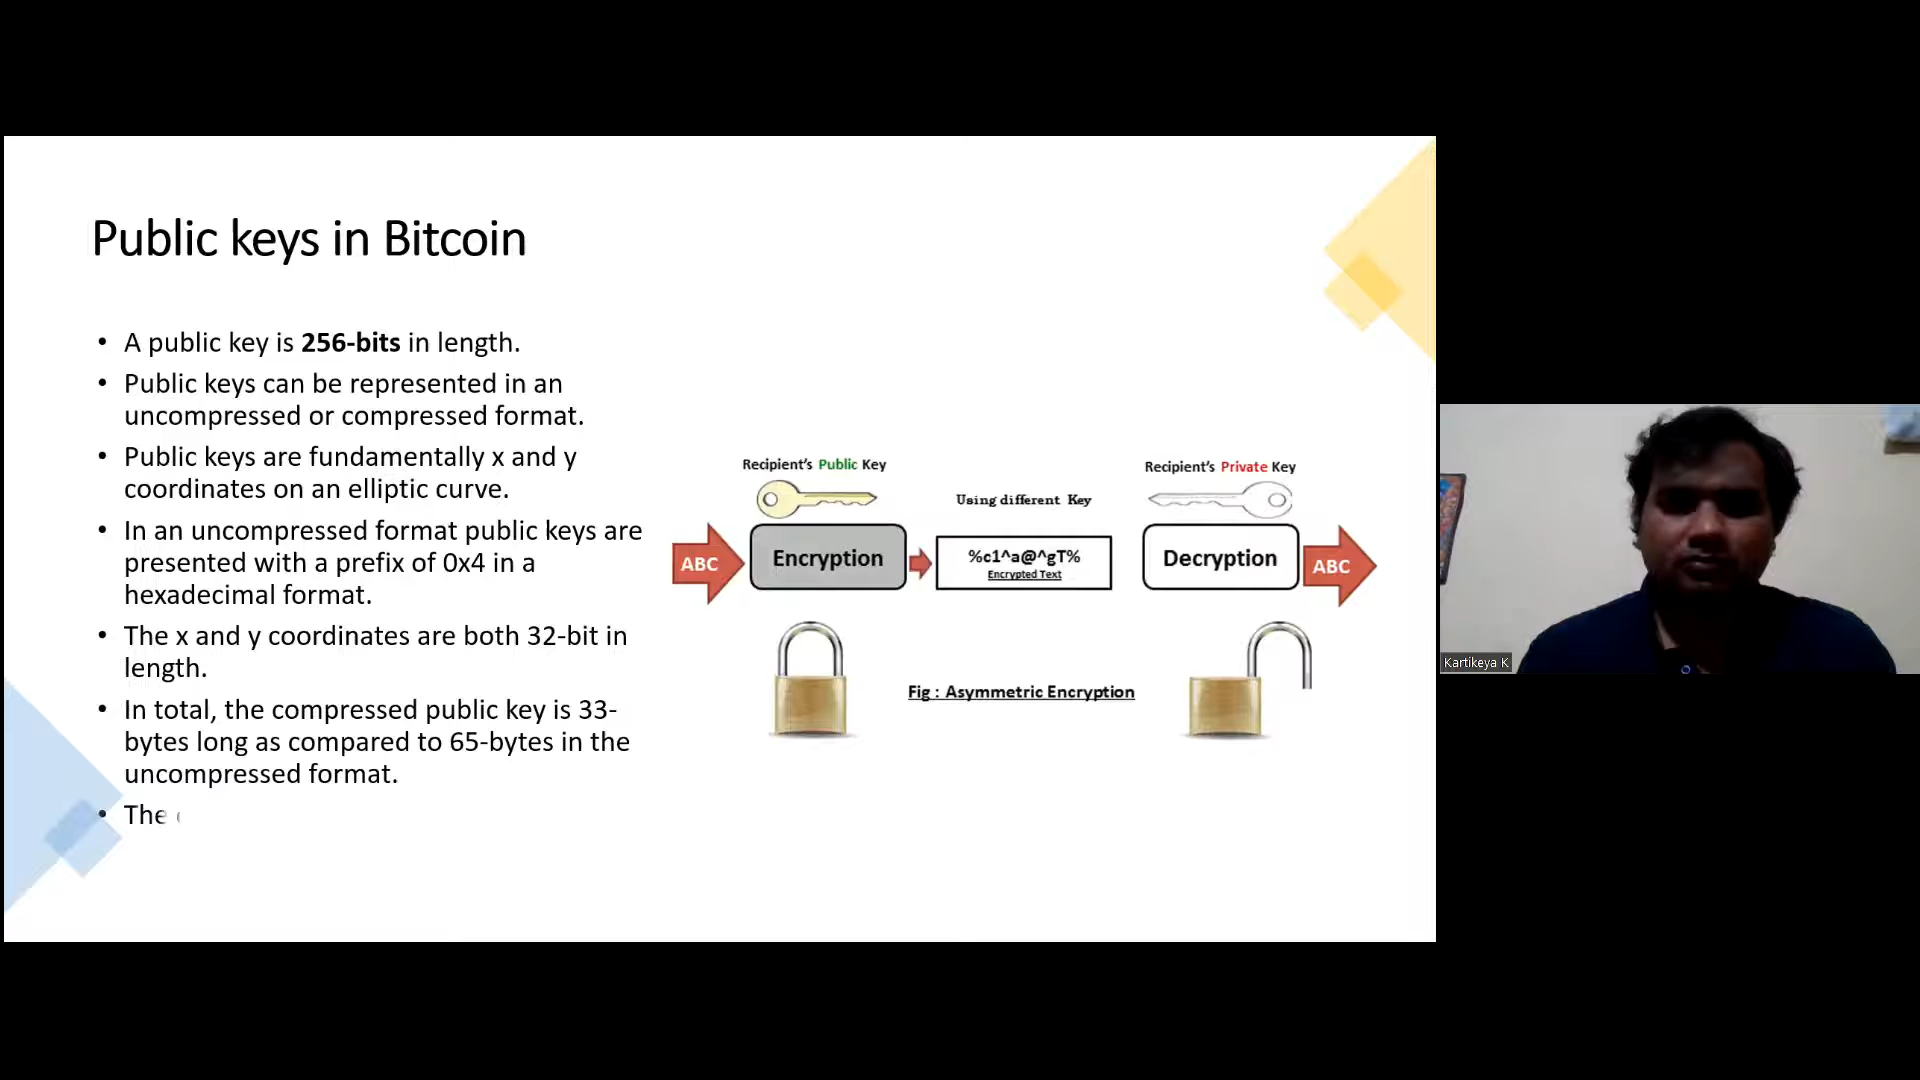 Public keys in Bitcoin
• A public key is 256-bits in length.
• Public keys can be represented in an
uncompressed or compressed format.
• Public keys are fundamentally x and y
coordinates on an elliptic curve.
• In an uncompressed format public keys are
presented with a prefix of 0x4 in a
hexadecimal format.
• The x and y coordinates are both 32-bit in
length.
• In total, the compressed public key is 33-
bytes long as compared to 65-bytes in the
uncompressed format.
• The
Recipient's Public Key
Recipient's Private Key
Using different Key
ABC
Encryption
%c1^a@^gT%
Encrypted Text
Decryption
ABC
Fig : Asymmetric Encryption
Kartikeya K